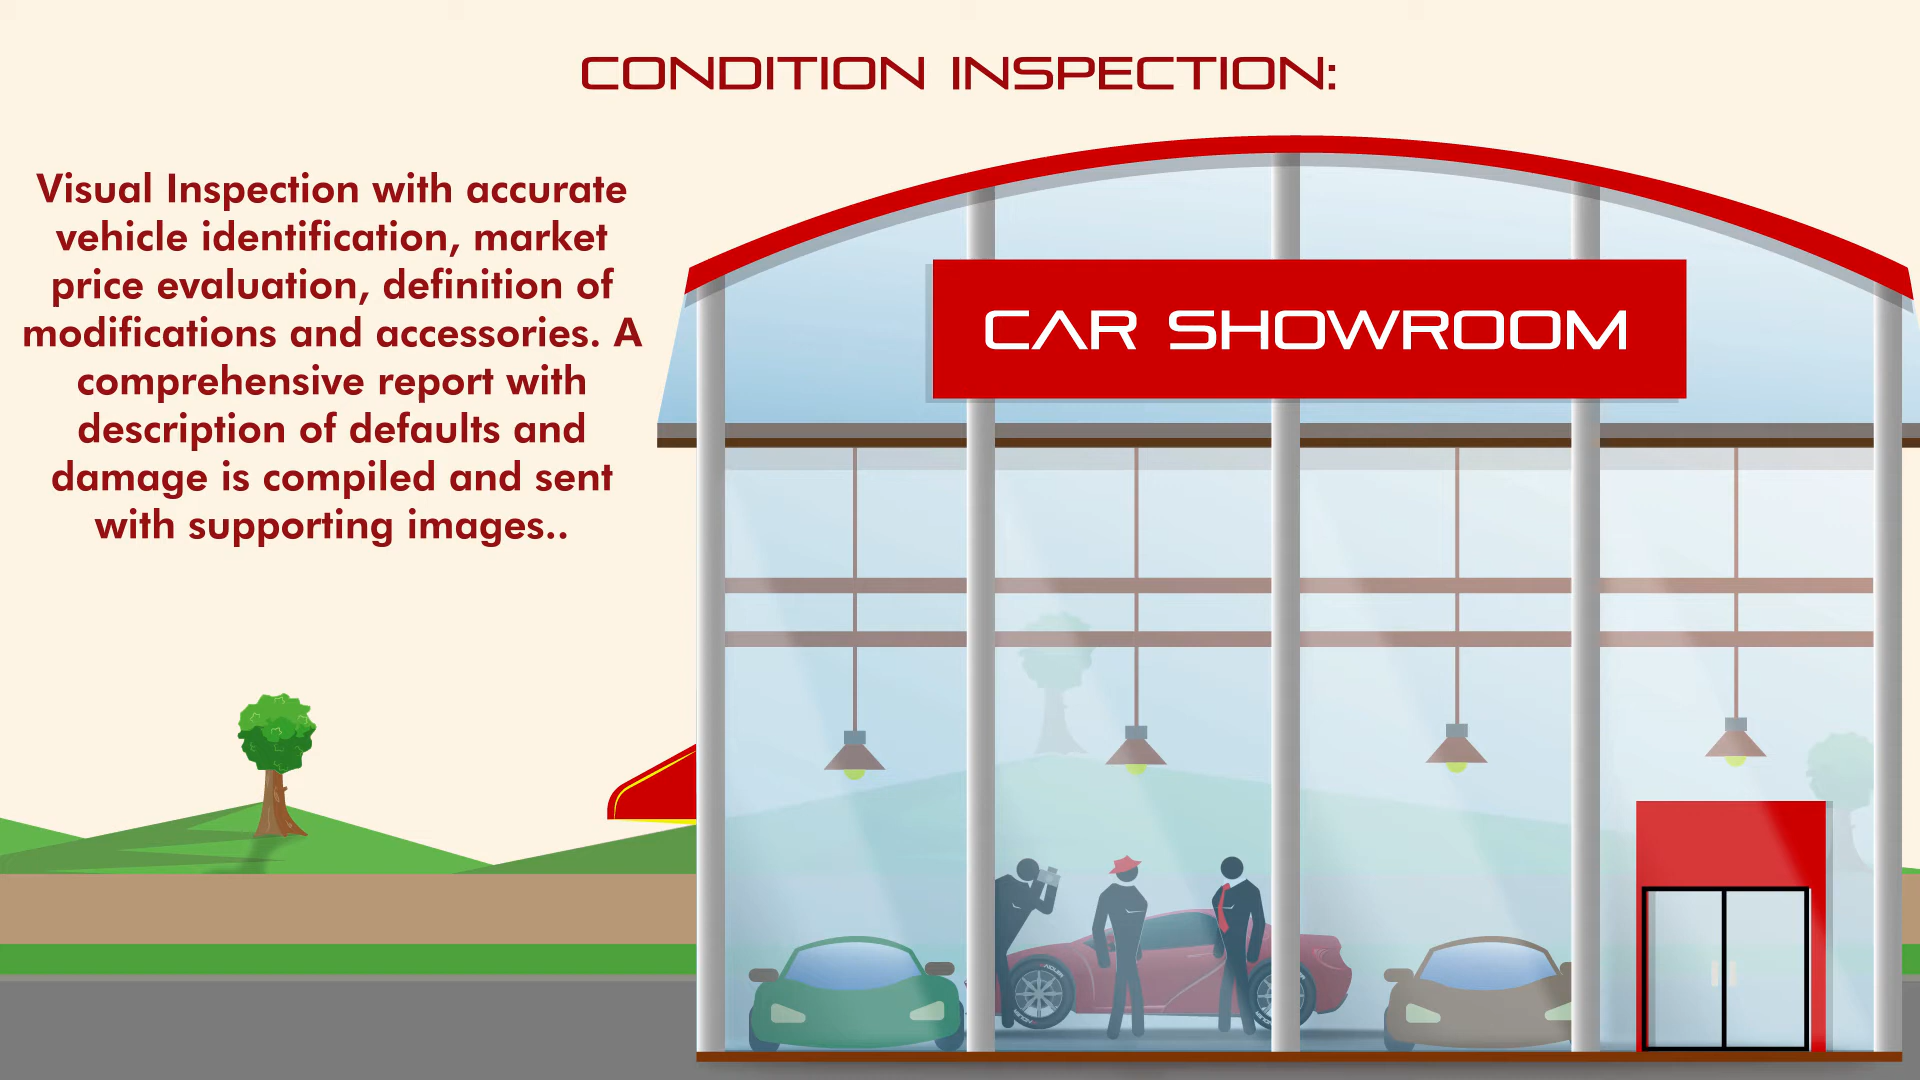 CONDITION INSPECTION:
Visual Inspection with accurate
vehicle identification, market
price evaluation, definition of
modifications and accessories. A
comprehensive report with
description of defaults and
damage is compiled and sent
with supporting images..
CAR SHOWROOM